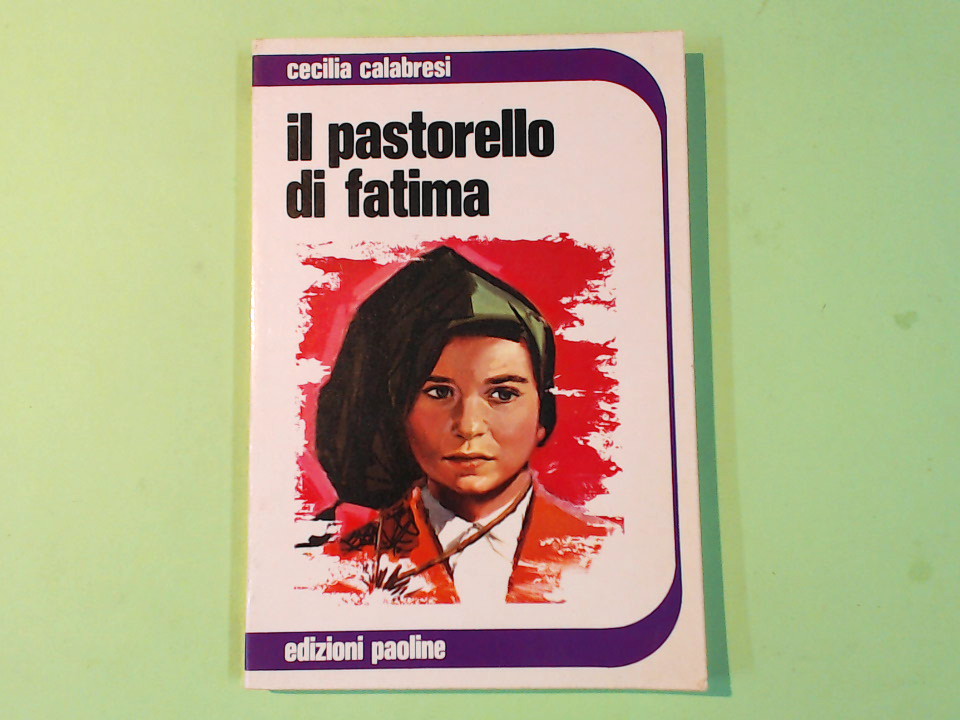 cecilia calabresi
il pastorello
di fatima
edizioni paoline